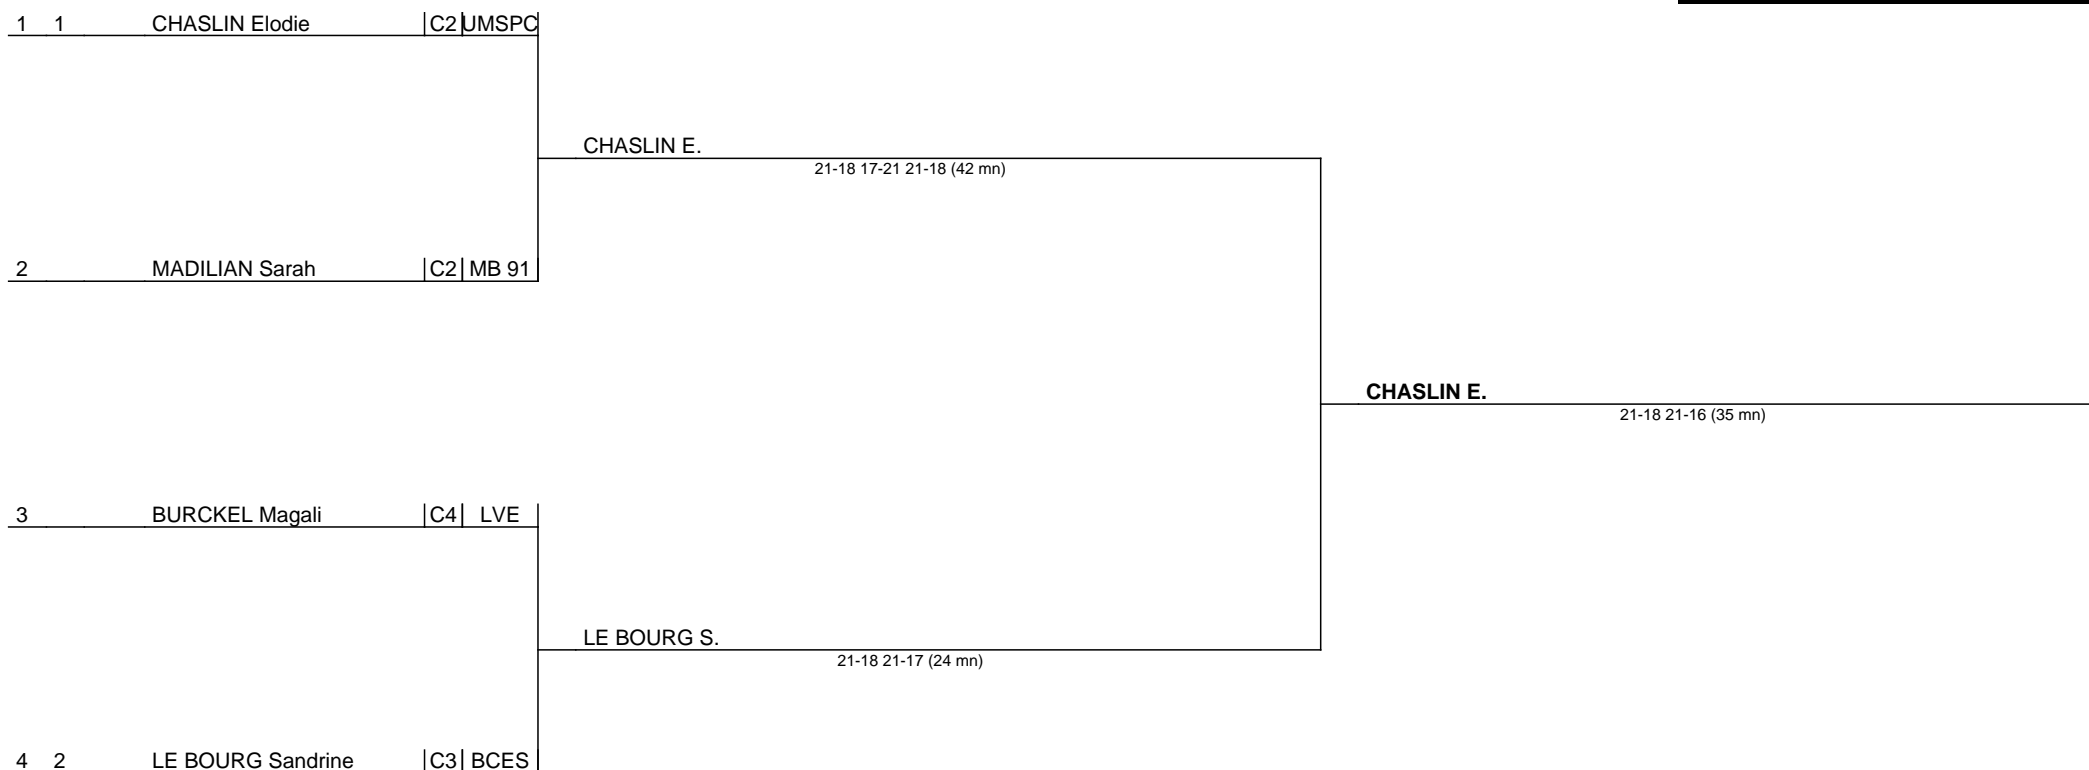 1 1 CHASLIN Elodie C2 UMSPC
CHASLIN E.
21-18 17-21 21-18 (42 mn)
2 MADILIAN Sarah C2 MB 91
CHASLIN E.
21-18 21-16 (35 mn)
3 BURCKEL Magali C4 LVE
LE BOURG S.
21-18 21-17 (24 mn)
4 2 LE BOURG Sandrine C3 BCES